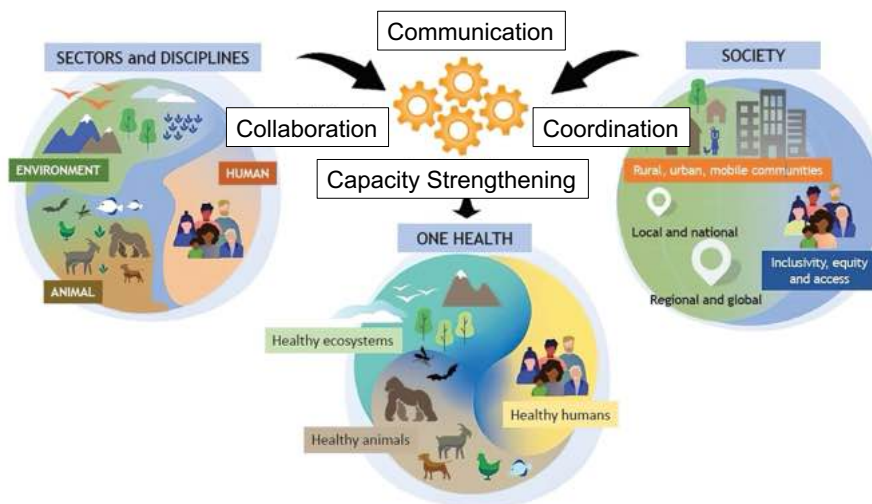 Communication
SECTORS and DISCIPLINES
SOCIETY
Collaboration
Coordination
ENVIRONMENT
HUMAN
Rural, urban, mobile communities
Capacity Strengthening
Local and national
ONE HEALTH
Inclusivity, equity
and access
ANIMAL
Regional and global
Healthy ecosystems
Healthy humans
Healthy animals